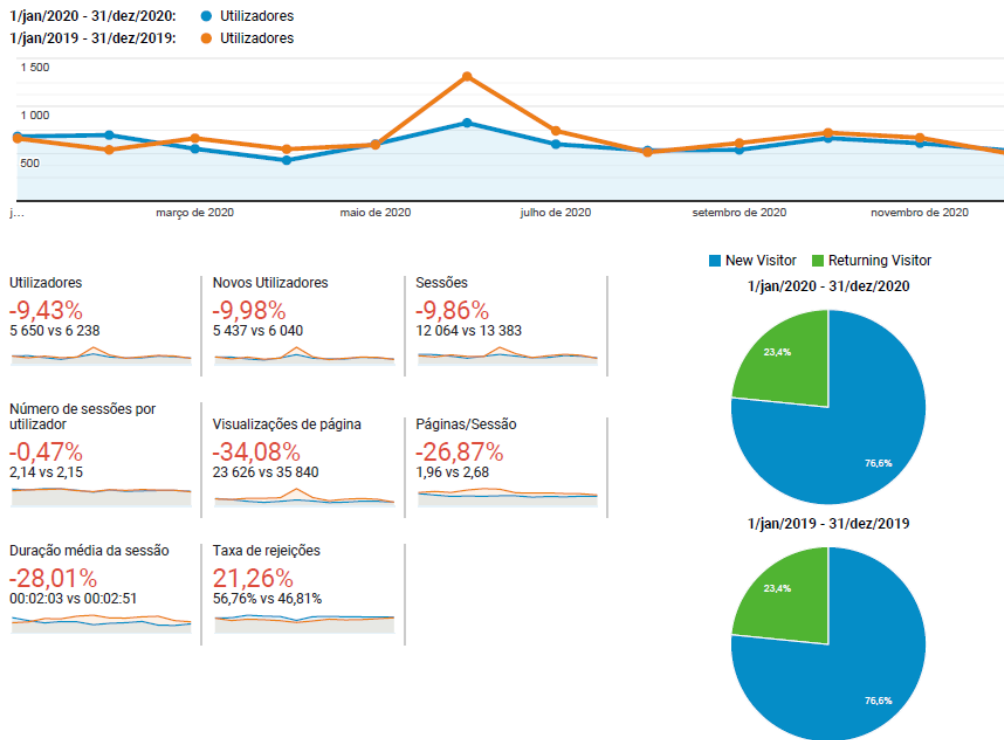 1/jan/2020 - 31/dez/2020: Utilizadores
1/jan/2019 - 31/dez/2019: Utilizadores
1 500
1 000
500
j... março de 2020 maio de 2020 julho de 2020 setembro de 2020 novembro de 2020
New Visitor Returning Visitor
Utilizadores
-9,43%
5 650 vs 6 238
Novos Utilizadores
-9,98%
5 437 vs 6 040
Sessões
-9,86%
12 064 vs 13 383
Número de sessões por
utilizador
-0,47%
2,14 vs 2,15
Visualizações de página
-34,08%
23 626 vs 35 840
Páginas/Sessão
-26,87%
1,96 vs 2,68
Duração média da sessão
-28,01%
00:02:03 vs 00:02:51
Taxa de rejeições
21,26%
56,76% vs 46,81%
1/jan/2020 - 31/dez/2020
23,4%
76,6%
1/jan/2019 - 31/dez/2019
23,4%
76,6%